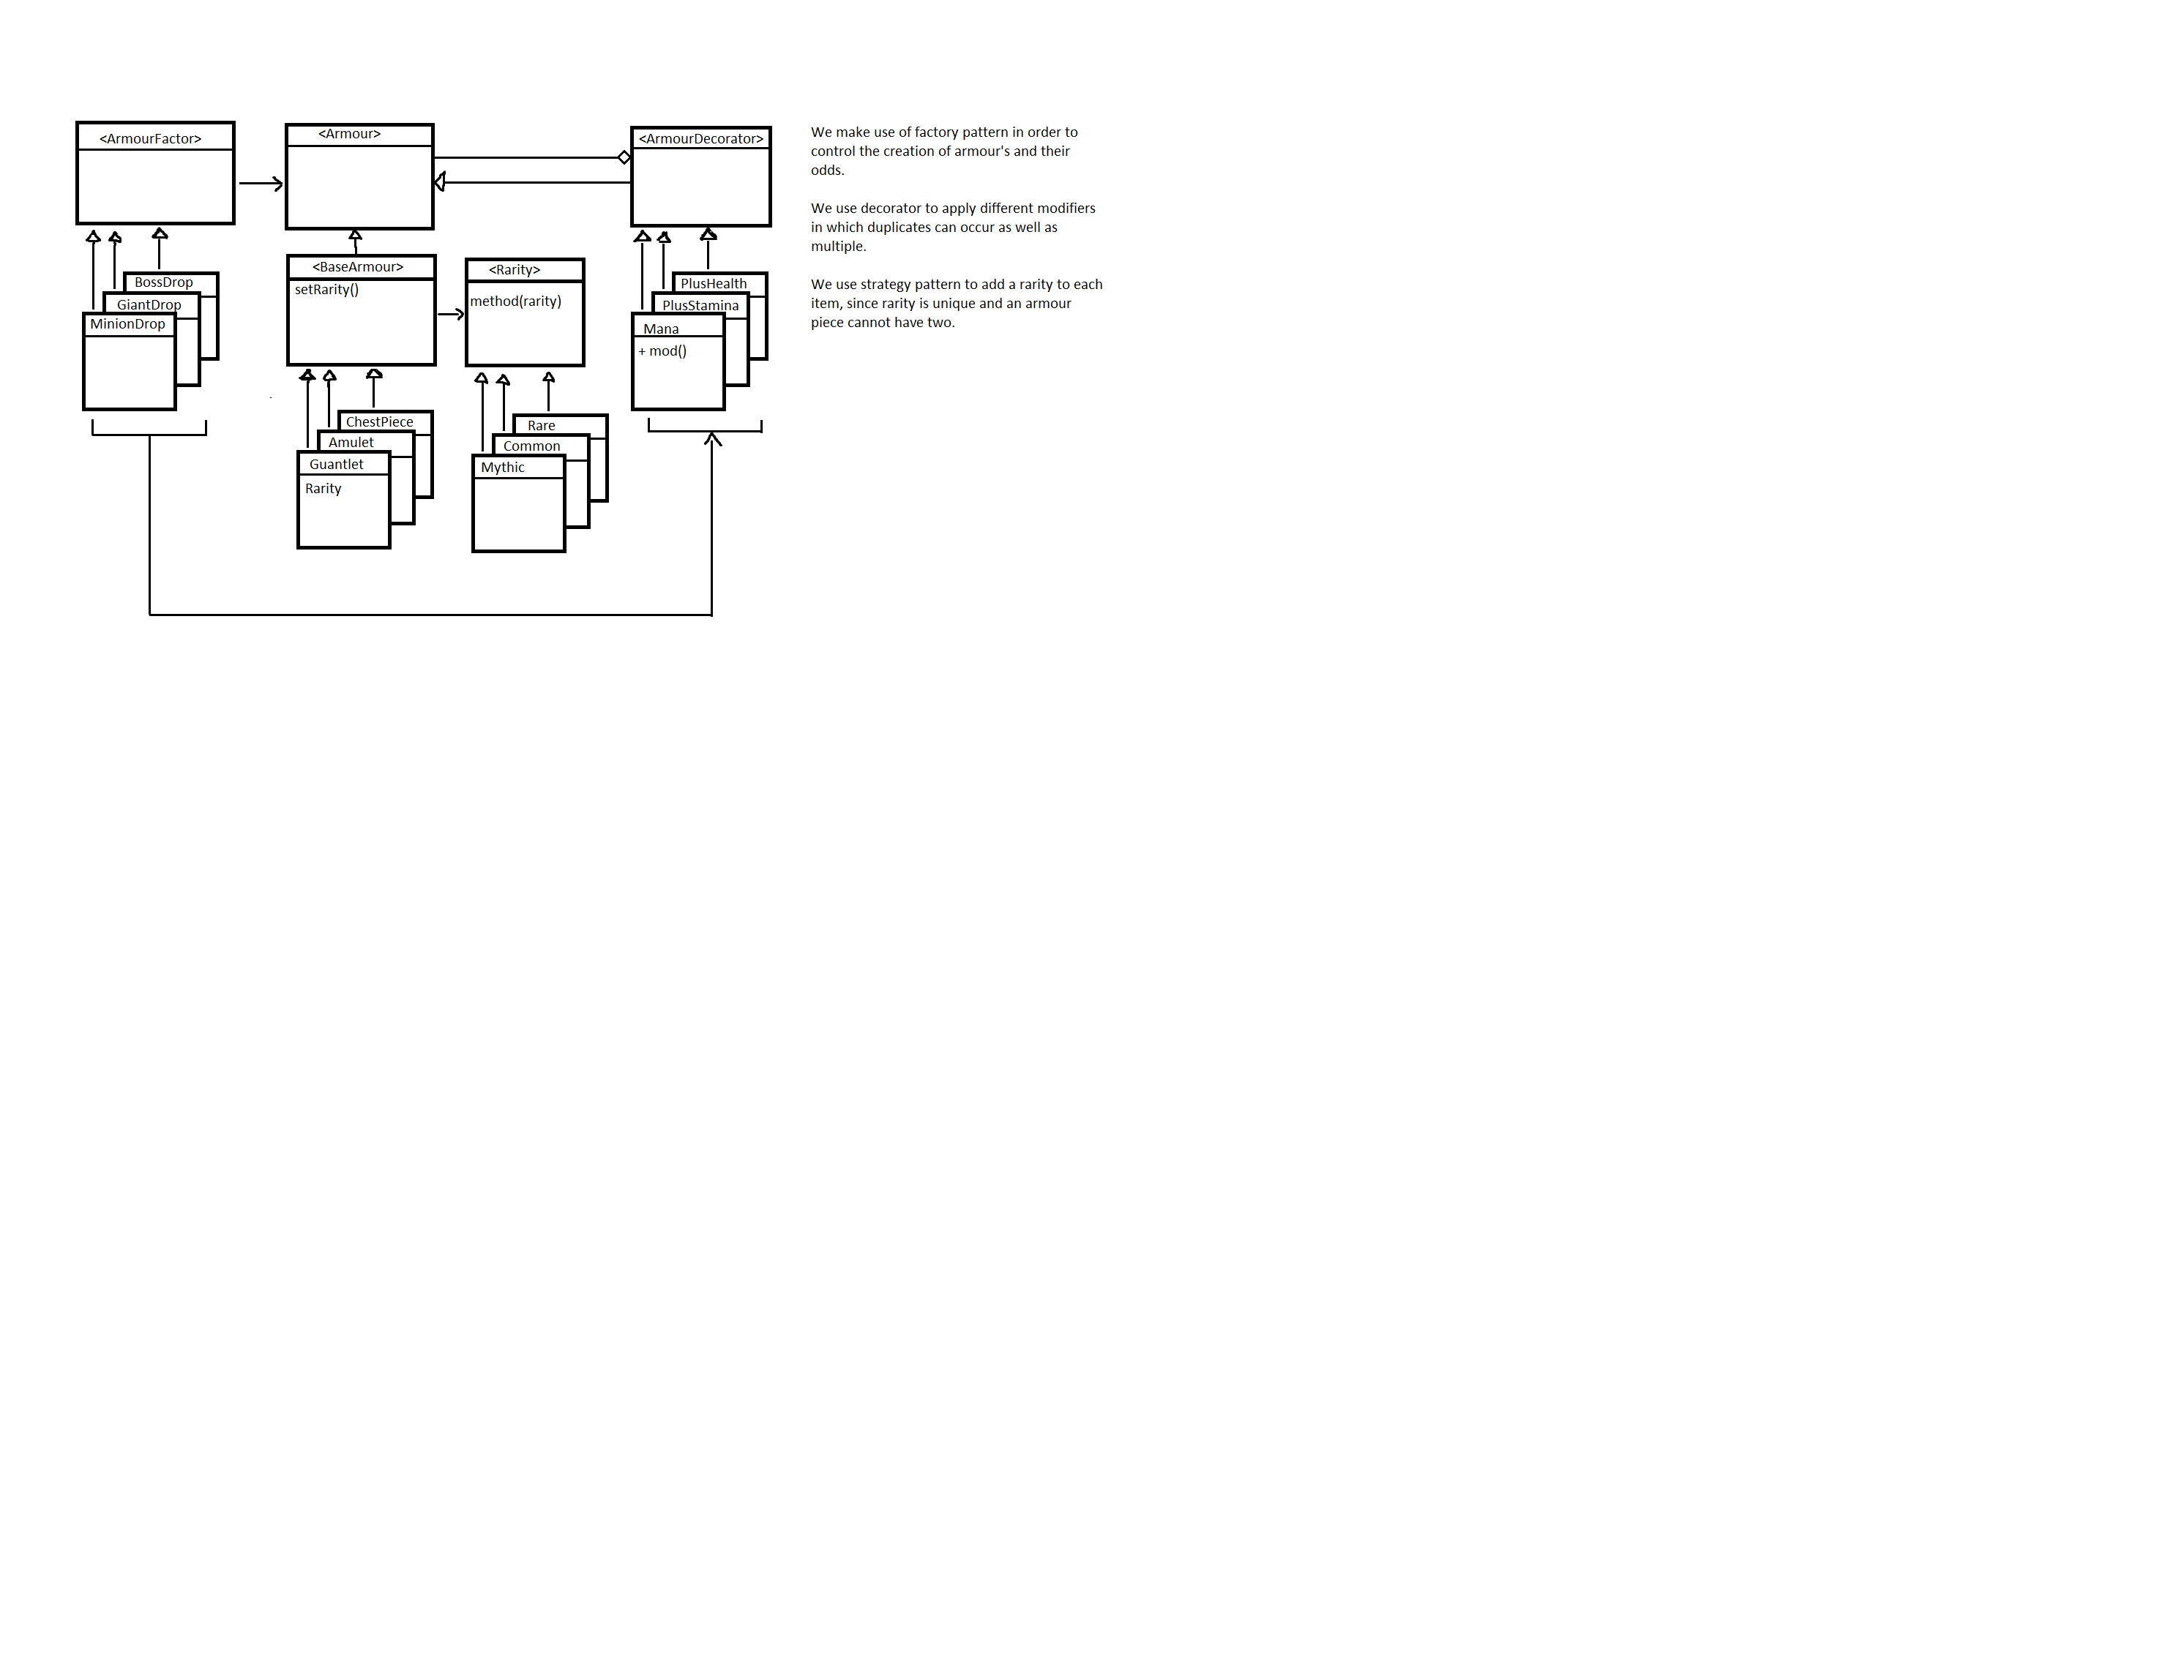 <ArmourFactor>
<Armour>
<ArmourDecorator>
<BaseArmour>
setRarity()
<Rarity>
method(rarity)
BossDrop
GiantDrop
MinionDrop
PlusHealth
PlusStamina
Mana
+ mod()
ChestPiece
Amulet
Guantlet
Rarity
Rare
Common
Mythic
We make use of factory pattern in order to
control the creation of armour's and their
odds.
We use decorator to apply different modifiers
in which duplicates can occur as well as
multiple.
We use strategy pattern to add a rarity to each
item, since rarity is unique and an armour
piece cannot have two.